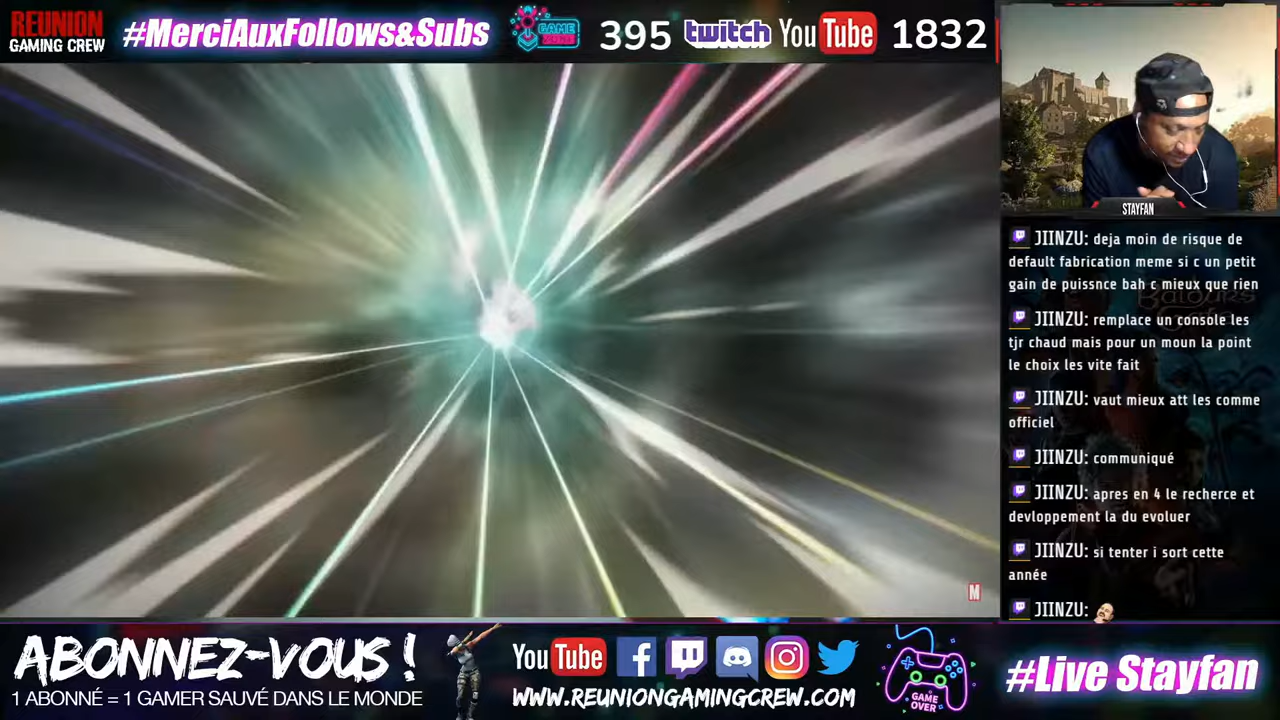 REUNION
GAMING CREW
#MerciAuxFollows&Subs
GAME
395 twitch YouTube 1832
STAYFAN
JIINZU: deja moin de risque de
default fabrication meme si c un petit
gain de puissnce bah c mieux que rien
JIINZU: remplace un console les
tjr chaud mais pour un moun la point
le choix les vite fait
JIINZU: vaut mieux att les comme
officiel
JIINZU: communiqué
JIINZU: apres en 4 le recherce et
devloppement la du evoluer
JIINZU: si tenter i sort cette
année
JIINZU:
M
ABONNEZ-VOUS !
1 ABONNÉ = 1 GAMER SAUVÉ DANS LE MONDE
YouTube
WWW.REUNIONGAMINGCREW.COM
GAME
OVER
#Live Stayfan